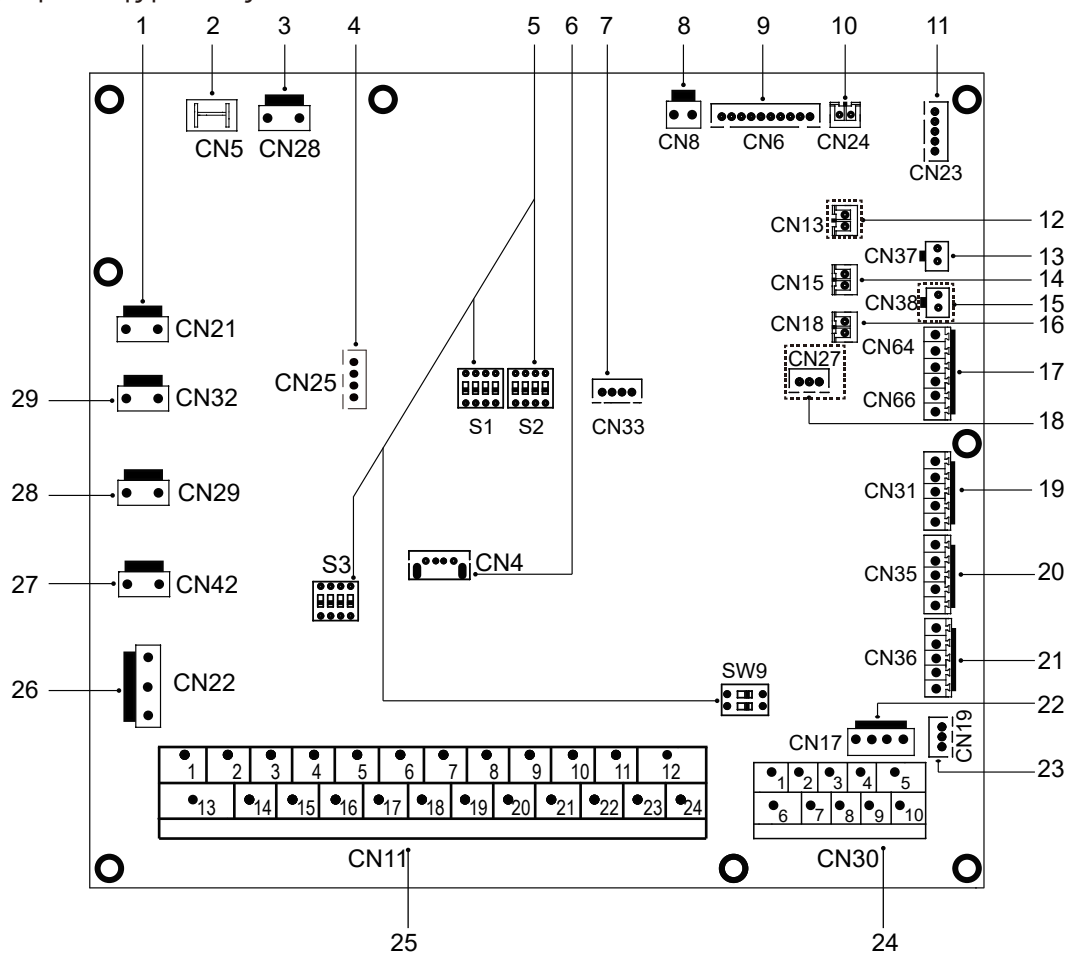 1 2 3 4 5 6 7 8 9 10 11
CN5 CN28 CN8 CN6 CN24
CN23
CN13 12
CN37 13
CN15 14
CN38 15
CN21 CN18 16
CN64
CN25 CN27
29 CN32 CN66 17
S1 S2 CN33 18
28 CN29 CN31 19
S3 CN4
27 CN42 CN35 20
CN36 21
26 CN22 SW9
22
CN17 CN19
23
1 2 3 4 5 6 7 8 9 10 11 12
1 2 3 4 5
13 14 15 16 17 18 19 20 21 22 23 24
6 7 8 9 10
CN11 CN30
25 24